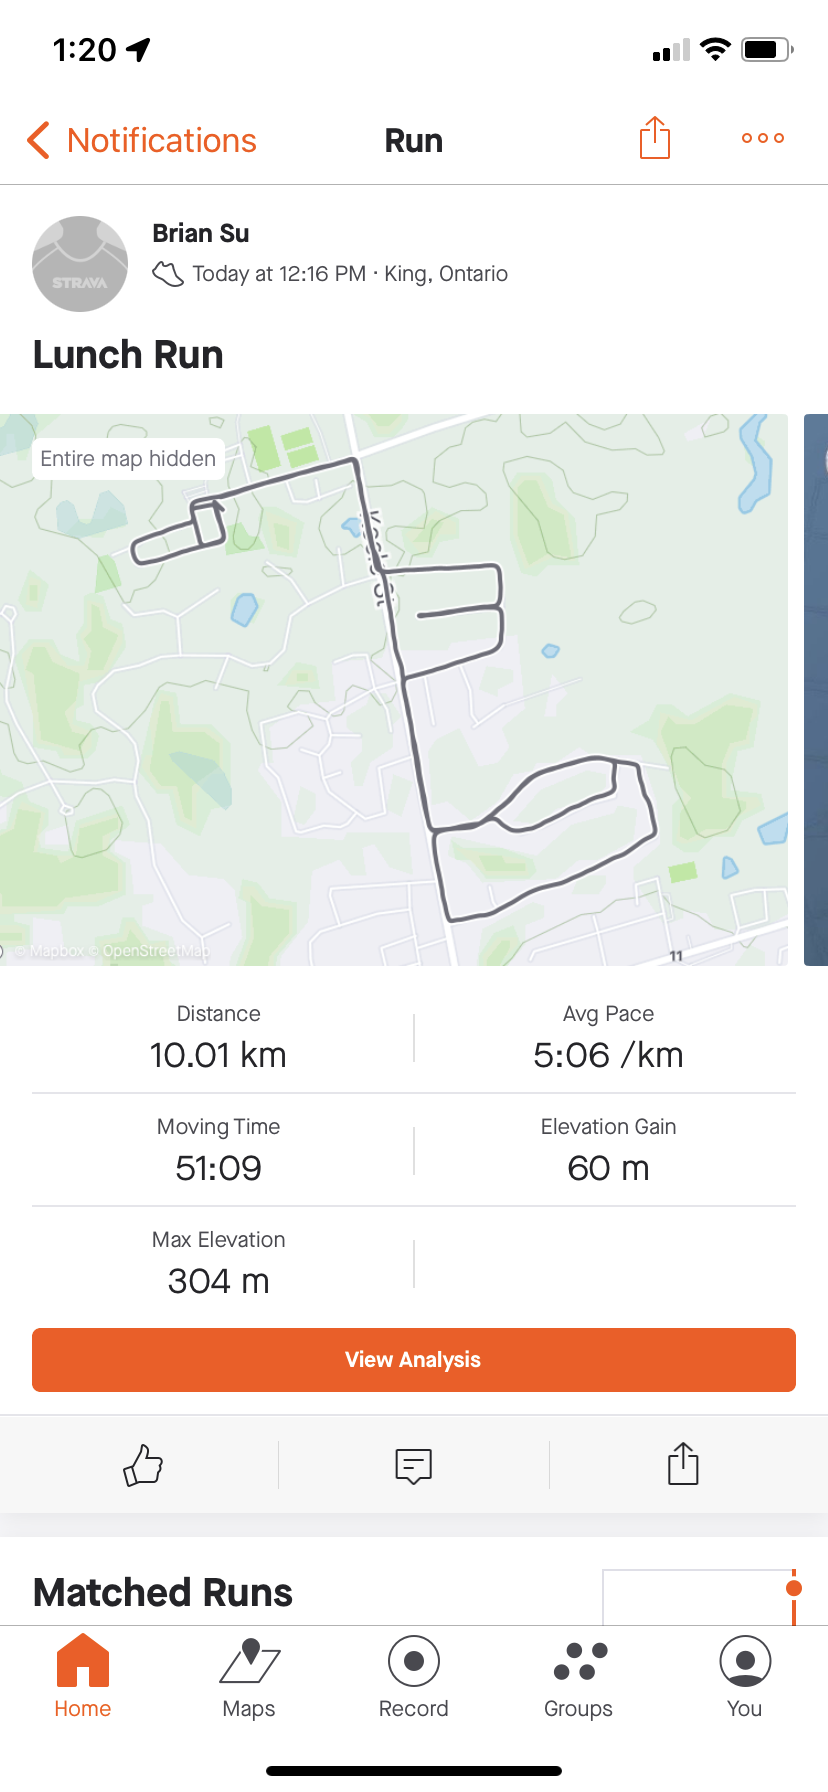 1:20
Notifications
Run
Brian Su
STRAVA
Today at 12:16 PM · King, Ontario
Lunch Run
Entire map hidden
© Mapbox © OpenStreetMap
11
Distance
Avg Pace
10.01 km
5:06 /km
Moving Time
Elevation Gain
51:09
60 m
Max Elevation
304 m
View Analysis
Matched Runs
Home
Maps
Record
Groups
You